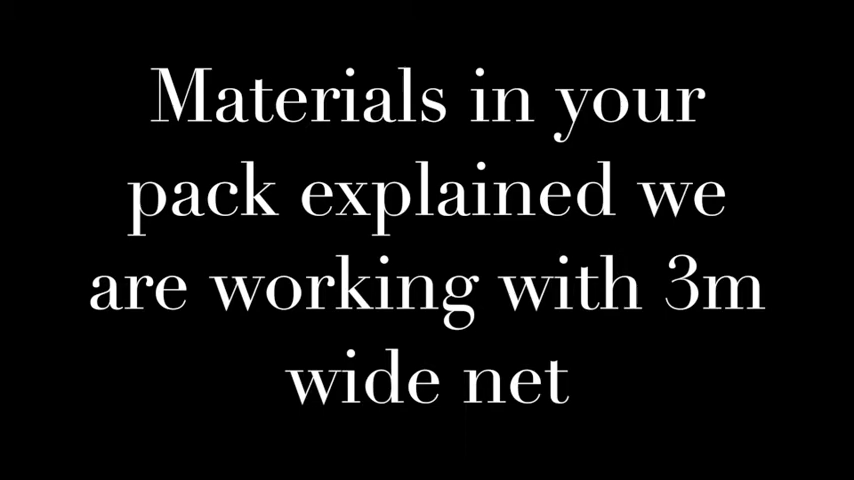 Materials in your
pack explained we
are working with 3m
wide net